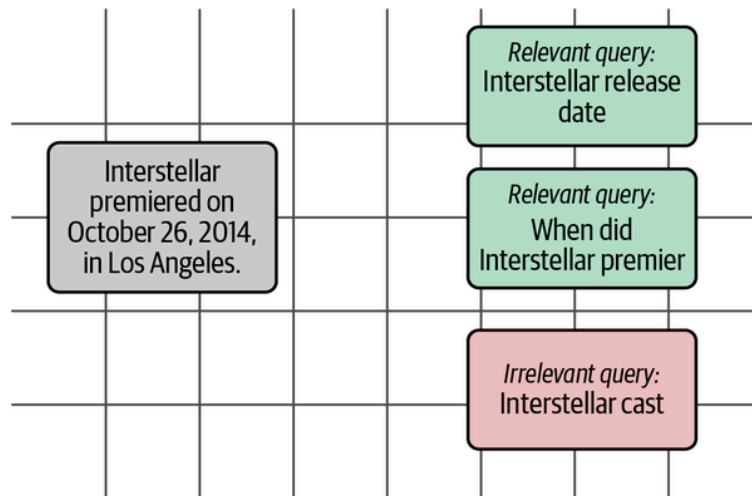 Interstellar
premiered on
October 26, 2014,
in Los Angeles.
Relevant query:
Interstellar release
date
Relevant query:
When did
Interstellar premier
Irrelevant query:
Interstellar cast